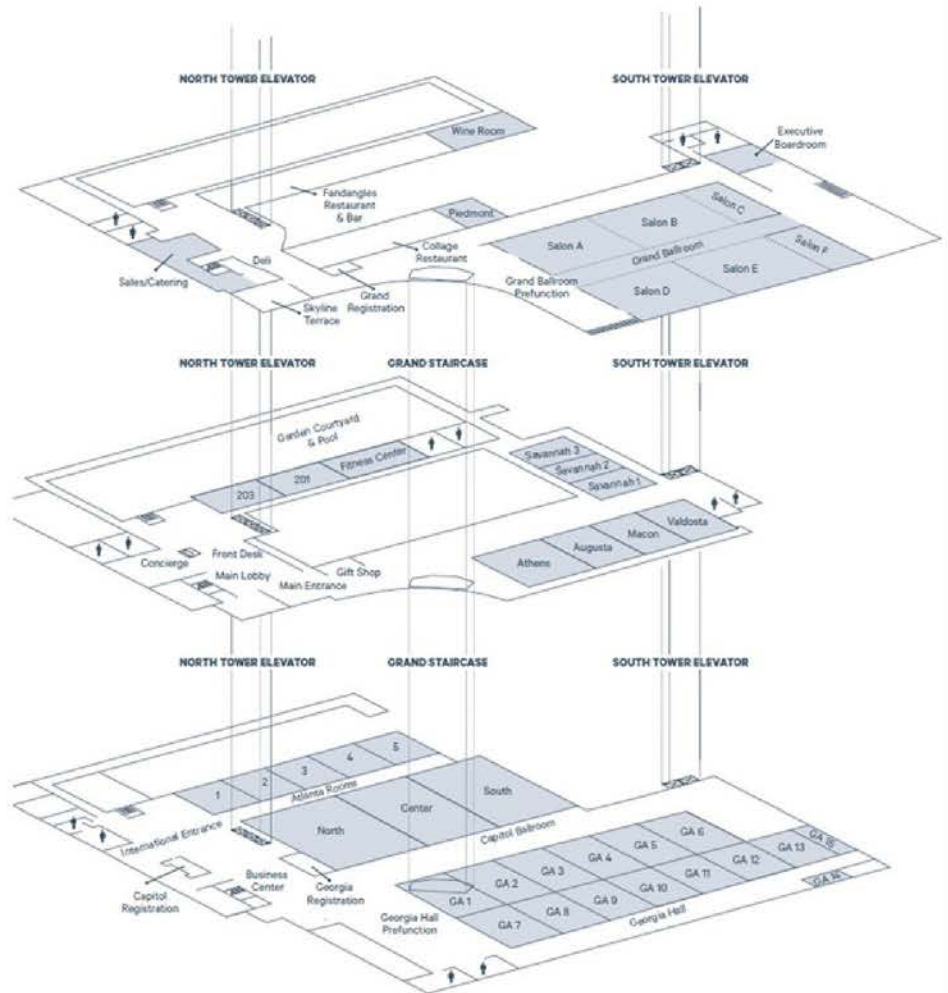 NORTH TOWER ELEVATOR
SOUTH TOWER ELEVATOR
Wine Room
Executive
Boardroom
Fandangles
Restaurant
& Bar
Piedmont
Salon C
Salon B
Salon A
Grand Ballroom
Salon F
Salon E
Salon D
Collage
Restaurant
Deli
Sales/Catering
Grand
Registration
Grand Ballroom
Prefunction
Skyline
Terrace
NORTH TOWER ELEVATOR
GRAND STAIRCASE
SOUTH TOWER ELEVATOR
Garden Courtyard
& Pool
Fitness Center
201
203
Savannah 3
Savannah 2
Savannah 1
Valdosta
Macon
Augusta
Athens
Front Desk
Concierge
Gift Shop
Main Lobby
Main Entrance
NORTH TOWER ELEVATOR
GRAND STAIRCASE
SOUTH TOWER ELEVATOR
5
4
3
2
1
Atlanta Rooms
South
Center
North
Capitol Ballroom
International Entrance
GA 6
GA 5
GA 4
GA 3
GA 2
GA 1
GA 15
GA 13
GA 12
GA 11
GA 10
GA 9
GA 8
GA 7
GA 14
Business
Center
Georgia
Registration
Capitol
Registration
Georgia Hall
Prefunction
Georgia Hall